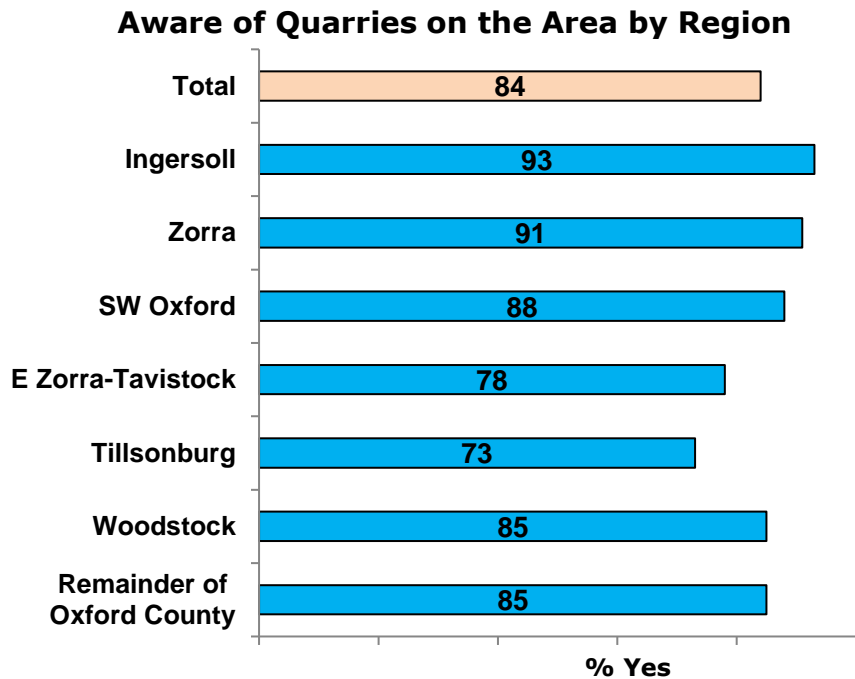 Aware of Quarries on the Area by Region
Total 84
Ingersoll 93
Zorra 91
SW Oxford 88
E Zorra-Tavistock 78
Tillsonburg 73
Woodstock 85
Remainder of
Oxford County 85
% Yes